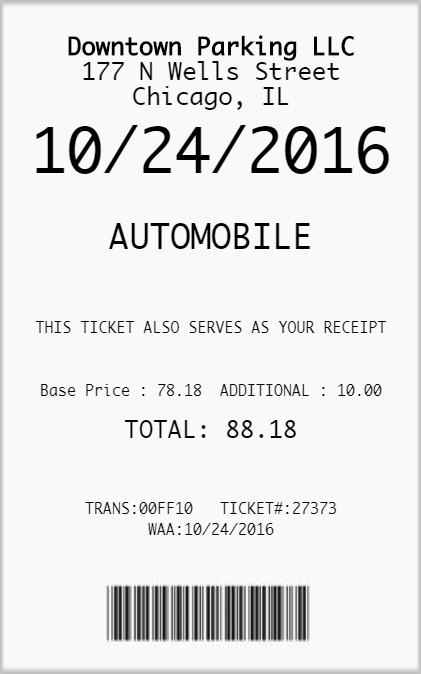 Downtown Parking LLC
177 N Wells Street
Chicago, IL
10/24/2016
AUTOMOBILE
THIS TICKET ALSO SERVES AS YOUR RECEIPT
Base Price : 78.18 ADDITIONAL : 10.00
TOTAL: 88.18
TRANS:00FF10 TICKET#:27373
WAA:10/24/2016